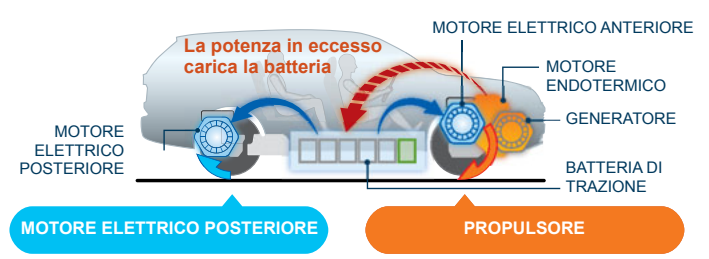 La potenza in eccesso
carica la batteria
MOTORE ELETTRICO ANTERIORE
MOTORE
ENDOTERMICO
GENERATORE
MOTORE
ELETTRICO
POSTERIORE
BATTERIA DI
TRAZIONE
MOTORE ELETTRICO POSTERIORE
PROPULSORE